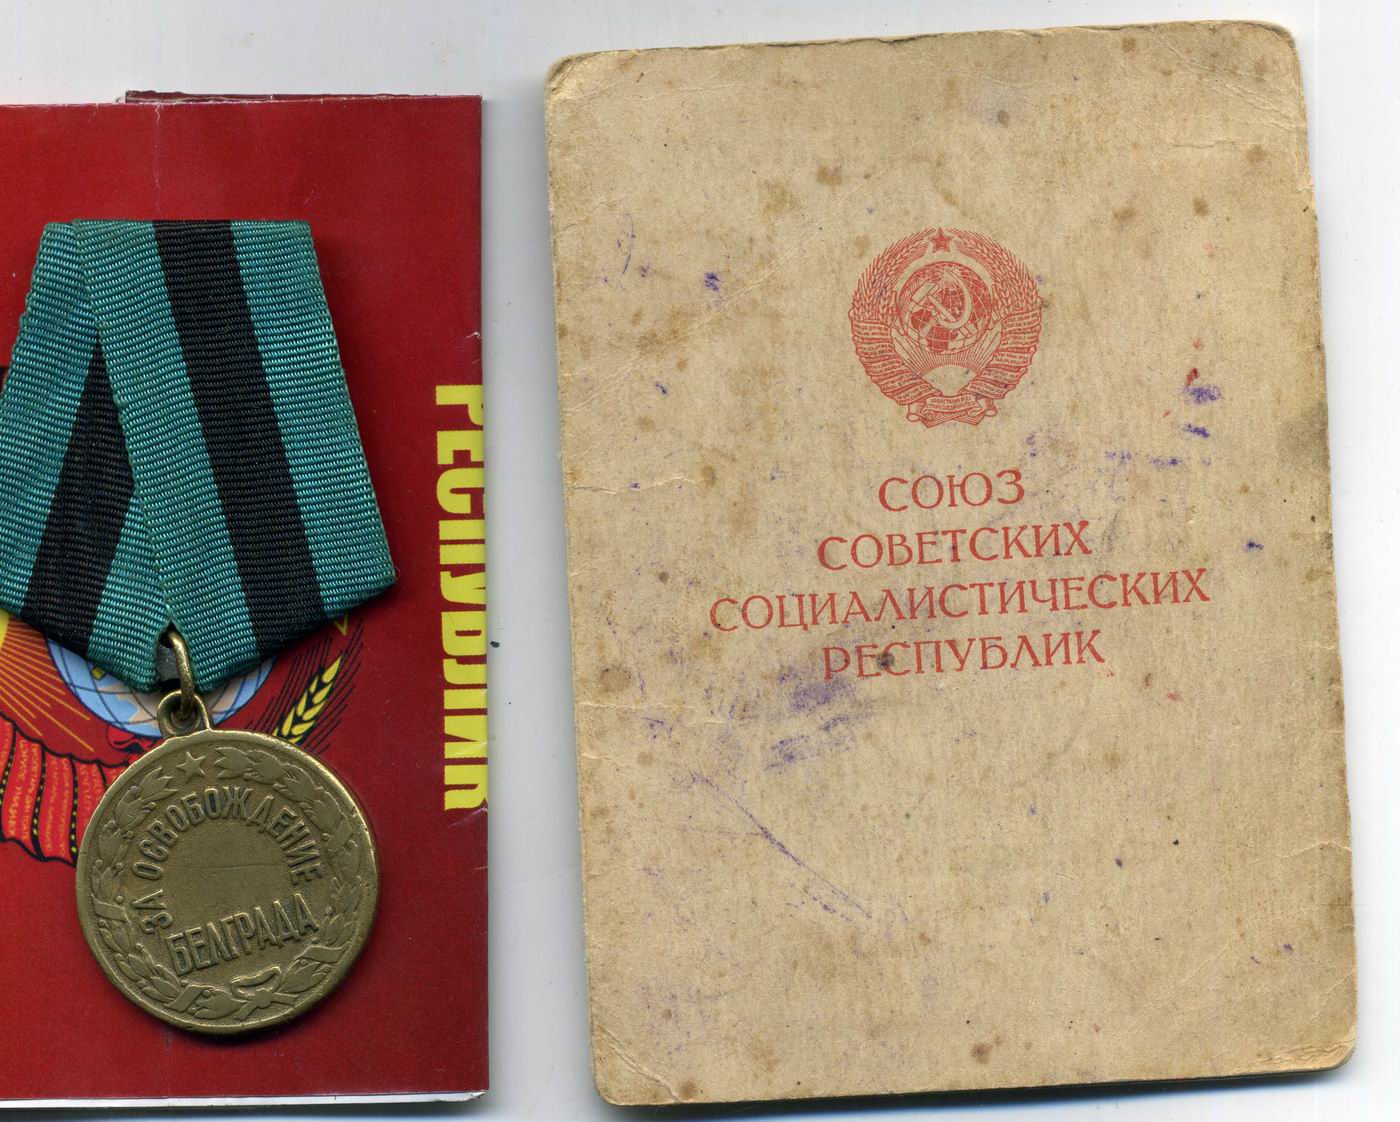 РЕСПУБЛИК
ЗА ОСВОБОЖДЕНИЕ
БЕЛГРАДА
СОЮЗ
СОВЕТСКИХ
СОЦИАЛИСТИЧЕСКИХ
РЕСПУБЛИК